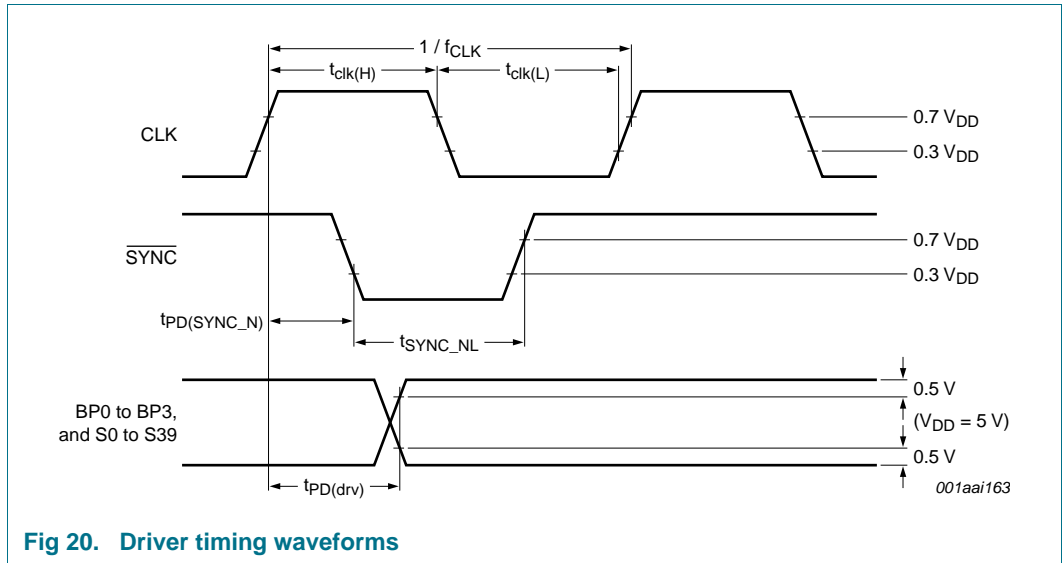 1 / fCLK
tclk(H)
tclk(L)
CLK
0.7 VDD
0.3 VDD
SYNC
0.7 VDD
0.3 VDD
tPD(SYNC_N)
tSYNC_NL
BP0 to BP3,
and S0 to S39
0.5 V
(VDD = 5 V)
0.5 V
tPD(drv)
001aai163
Fig 20. Driver timing waveforms